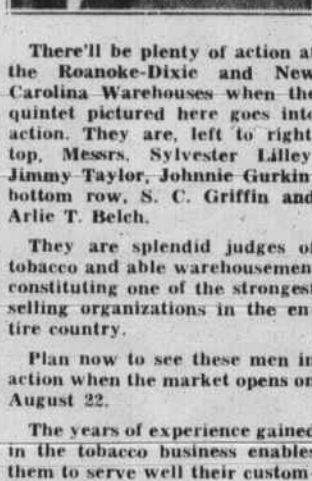 There'll be plenty of action at
the Roanoke-Dixie and New
Carolina Warehouses when the
quintet pictured here goes into
action. They are, left to right
top, Messrs. Sylvester Lilley
Jimmy Taylor, Johnnie Gurkin
bottom row, S. C. Griffin and
Arlie T. Belch.
They are splendid judges of
tobacco and able warehousemen
constituting one of the strongest
selling organizations in the en-
tire country.
Plan now to see these men in
action when the market opens on
August 22.
The years of experience gained
in the tobacco business enables
them to serve well their custom-